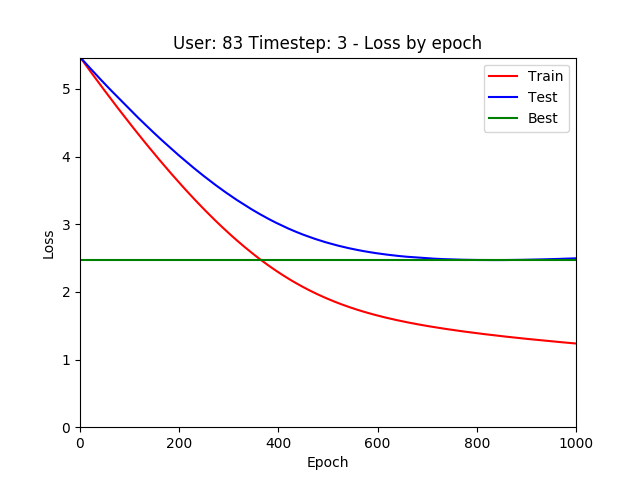 User: 83 Timestep: 3 - Loss by epoch
Train
Test
Best
5
4
3
2
1
0
Loss
0 200 400 600 800 1000
Epoch